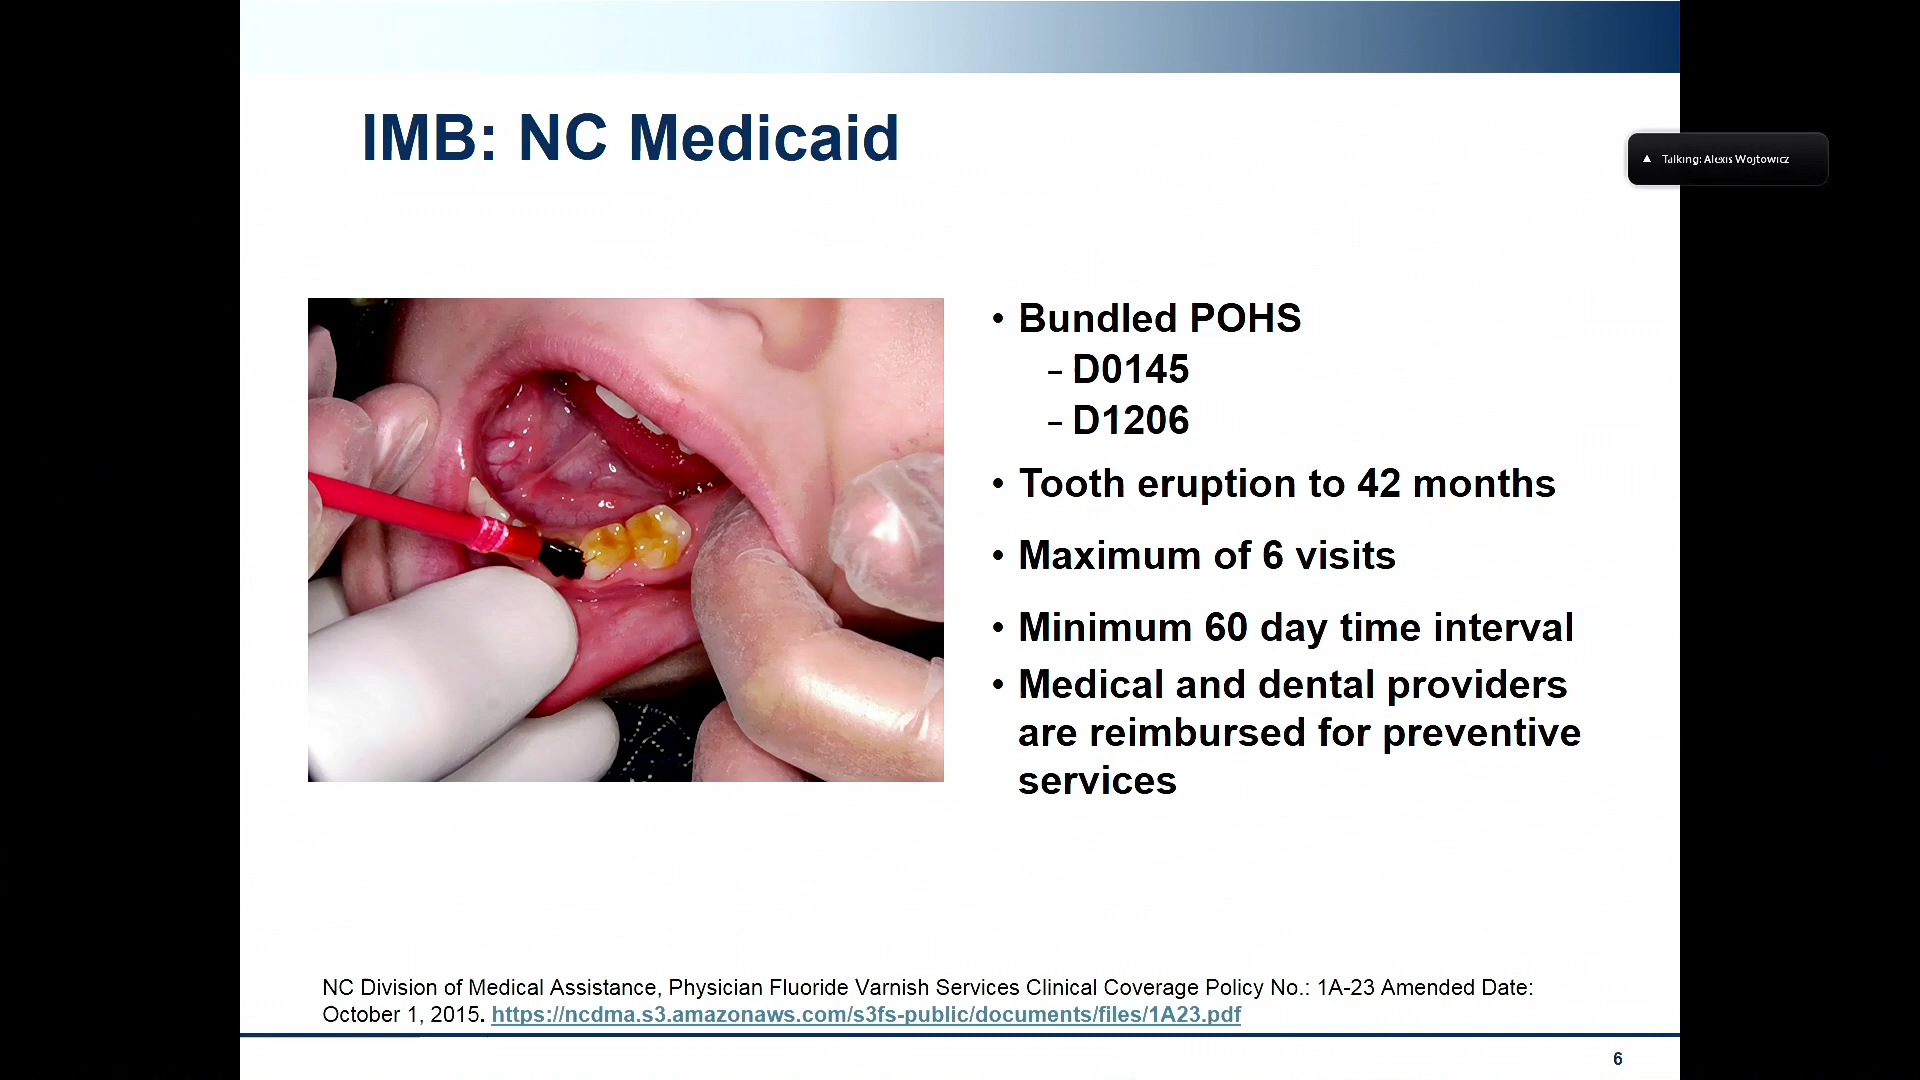 IMB: NC Medicaid
Talking: Alexis Wojtowicz
• Bundled POHS
– D0145
– D1206
• Tooth eruption to 42 months
• Maximum of 6 visits
• Minimum 60 day time interval
• Medical and dental providers
are reimbursed for preventive
services
NC Division of Medical Assistance, Physician Fluoride Varnish Services Clinical Coverage Policy No.: 1A-23 Amended Date:
October 1, 2015. https://ncdma.s3.amazonaws.com/s3fs-public/documents/files/1A23.pdf
6